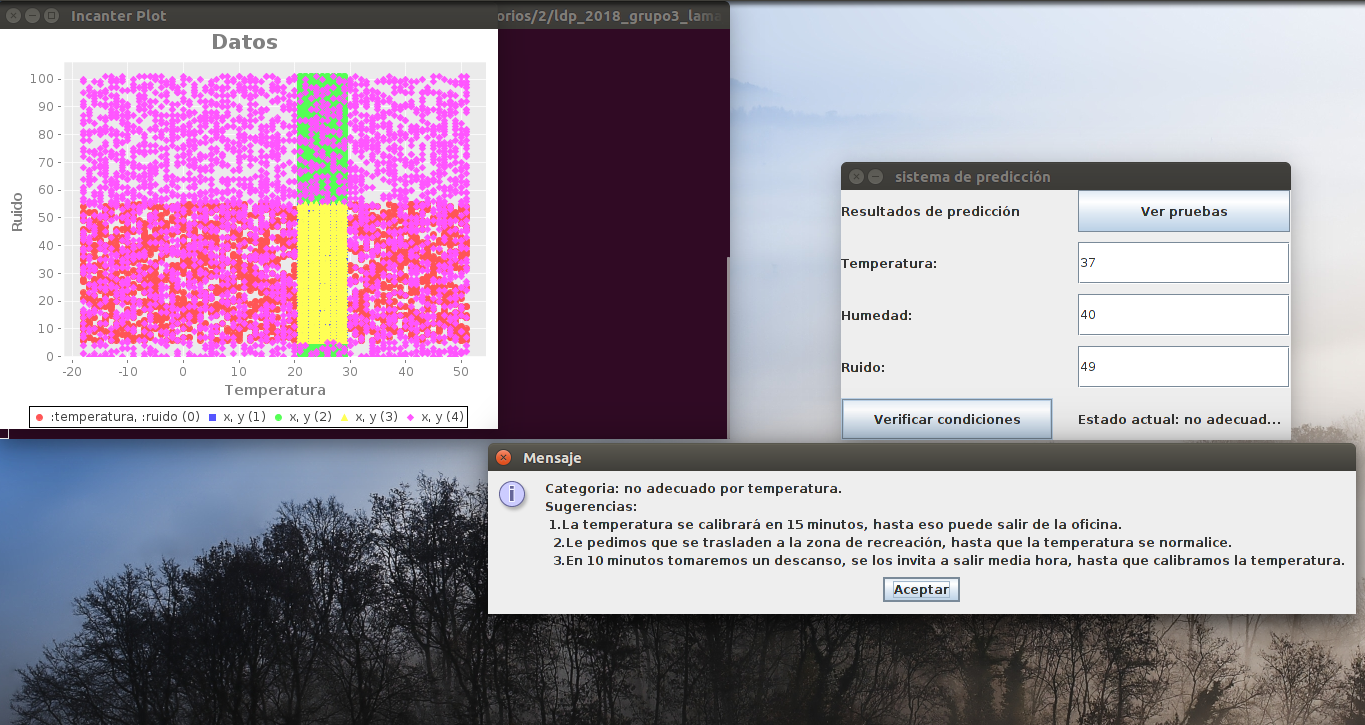 Incanter Plot
orios/2/ldp_2018_grupo3_lama
Datos
100
90
80
70
60
50
40
30
20
10
0
Ruido
-20 -10 0 10 20 30 40 50
Temperatura
:temperatura, :ruido (0) x, y (1) x, y (2) x, y (3) x, y (4)
sistema de predicción
Resultados de predicción Ver pruebas
Temperatura: 37
Humedad: 40
Ruido: 49
Verificar condiciones Estado actual: no adecuad...
Mensaje
Categoria: no adecuado por temperatura.
Sugerencias:
1.La temperatura se calibrará en 15 minutos, hasta eso puede salir de la oficina.
2.Le pedimos que se trasladen a la zona de recreación, hasta que la temperatura se normalice.
3.En 10 minutos tomaremos un descanso, se los invita a salir media hora, hasta que calibramos la temperatura.
Aceptar